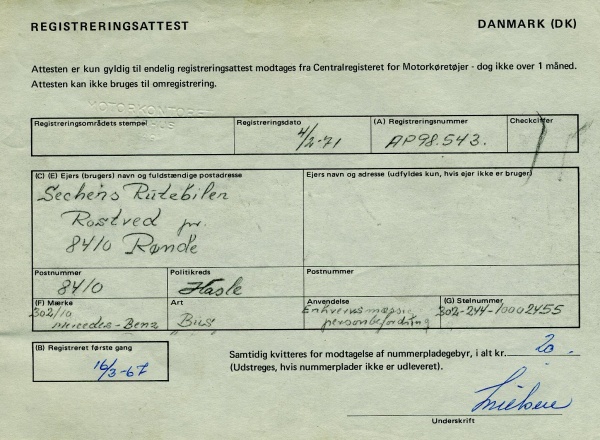 REGISTRERINGSATTEST
DANMARK (DK)
Attesten er kun gyldig til endelig registreringsattest modtages fra Centralregisteret for Motorkøretøjer - dog ikke over 1 måned.
Attesten kan ikke bruges til omregistrering.
MOTORKONTORET
Registreringsområdets stempel
Registreringsdato
(A) Registreringsnummer
Checkciffer
4/2-71
AP98.543.
(C) (E) Ejers (brugers) navn og fuldstændige postadresse
Ejers navn og adresse (udfyldes kun, hvis ejer ikke er bruger)
Sechers Rutebiler
Rostved pr.
8410 Rønde
Postnummer
Politikreds
Postnummer
8410
Hasle
(F) Mærke
Art
Anvendelse
(G) Stelnummer
302/10
Mercedes-Benz
Bus
Erhvervsmæssig
personbefordring
302-244-10002455
(B) Registreret første gang
16/3-67
Samtidig kvitteres for modtagelse af nummerpladegebyr, i alt kr. 20.
(Udstreges, hvis nummerplader ikke er udleveret).
Underskrift